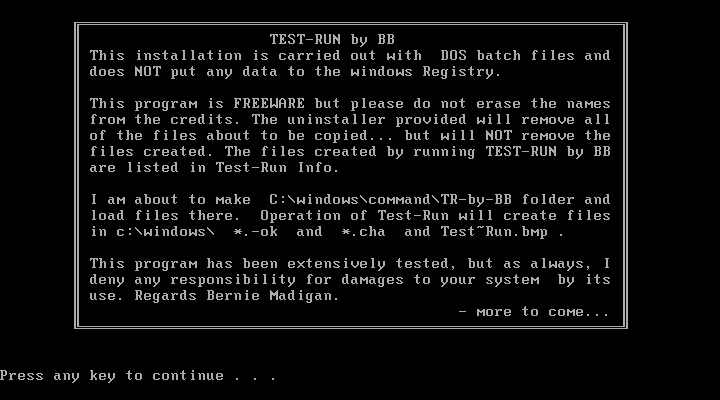 TEST-RUN by BB
This installation is carried out with  DOS batch files and
does NOT put any data to the windows Registry.
This program is FREEWARE but please do not erase the names
from the credits. The uninstaller provided will remove all
of the files about to be copied... but will NOT remove the
files created. The files created by running TEST-RUN by BB
are listed in Test-Run Info.
I am about to make  C:\windows\command\TR-by-BB folder and
load files there.  Operation of Test-Run will create files
in c:\windows\  *.-ok  and  *.cha  and Test~Run.bmp .
This program has been extensively tested, but as always, I
deny any responsibility for damages to your system  by its
use. Regards Bernie Madigan.
- more to come...
Press any key to continue . . .